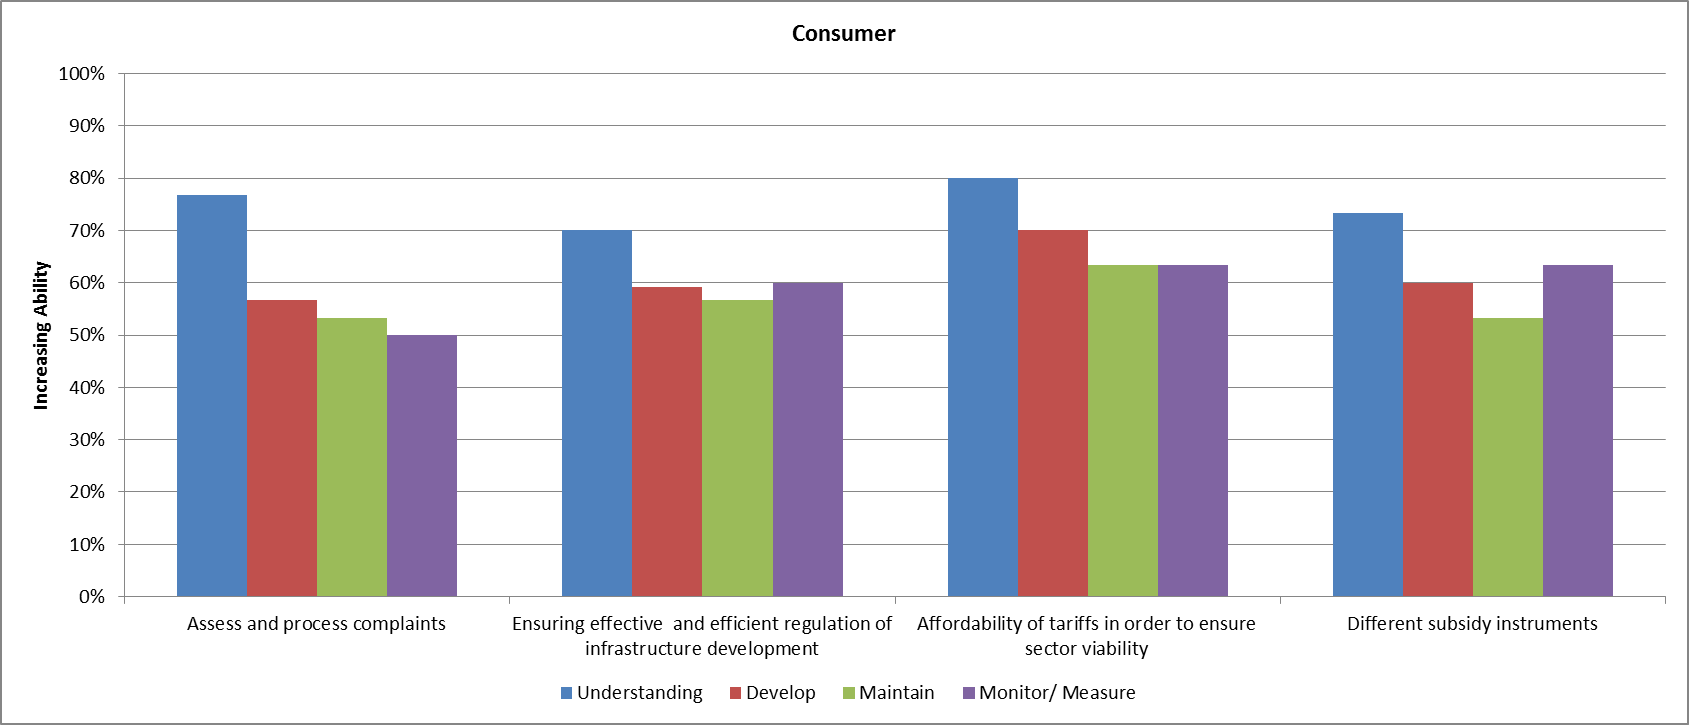 Consumer
100%
90%
80%
70%
60%
50%
40%
30%
20%
10%
0%
Increasing Ability
Assess and process complaints
Ensuring effective  and efficient regulation of
infrastructure development
Affordability of tariffs in order to ensure
sector viability
Different subsidy instruments
Understanding Develop Maintain Monitor/ Measure